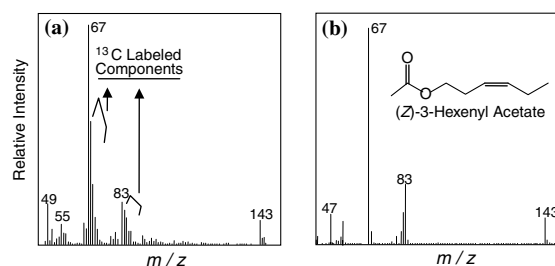 (a)
67
¹³C Labeled
Components
Relative Intensity
49
55
83
143
m / z
(b)
67
O
O
(Z)-3-Hexenyl Acetate
83
47
143
m / z